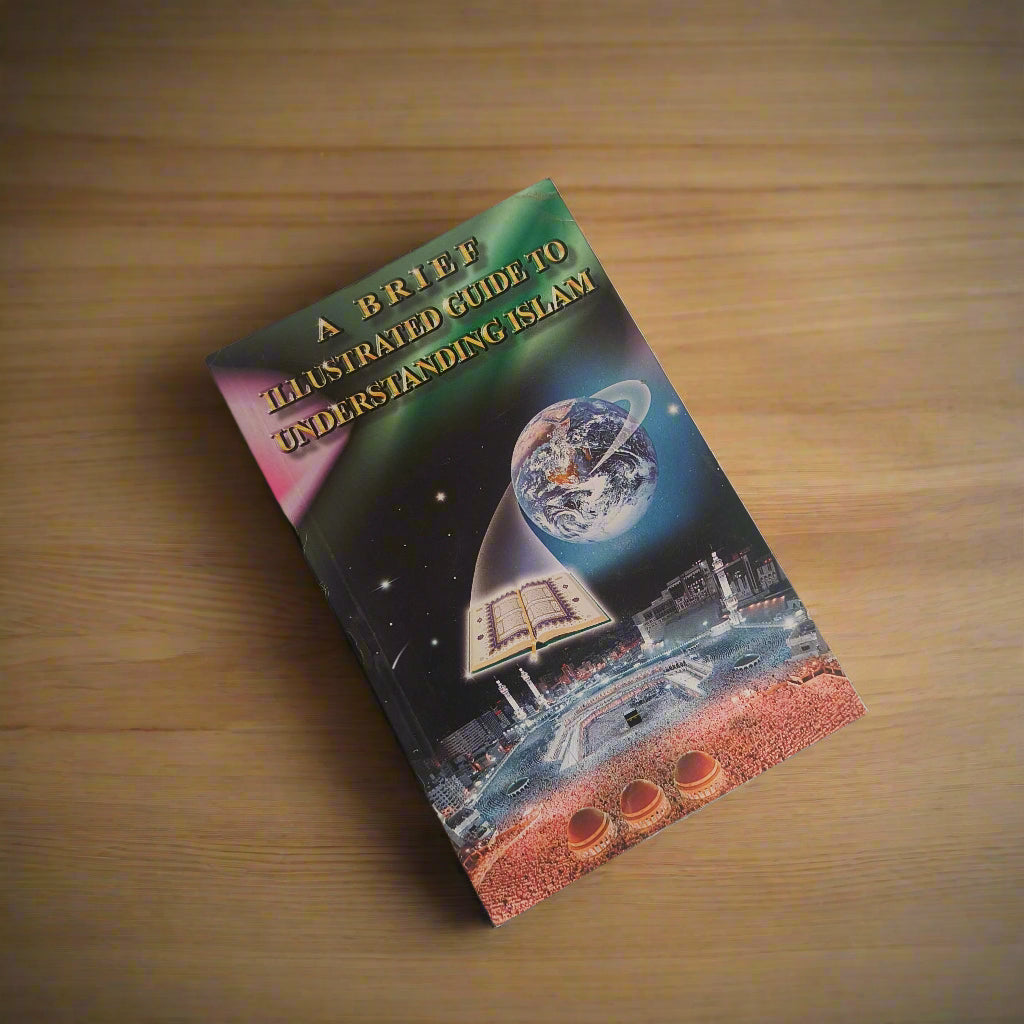 A BRIEF
ILLUSTRATED GUIDE TO
UNDERSTANDING ISLAM